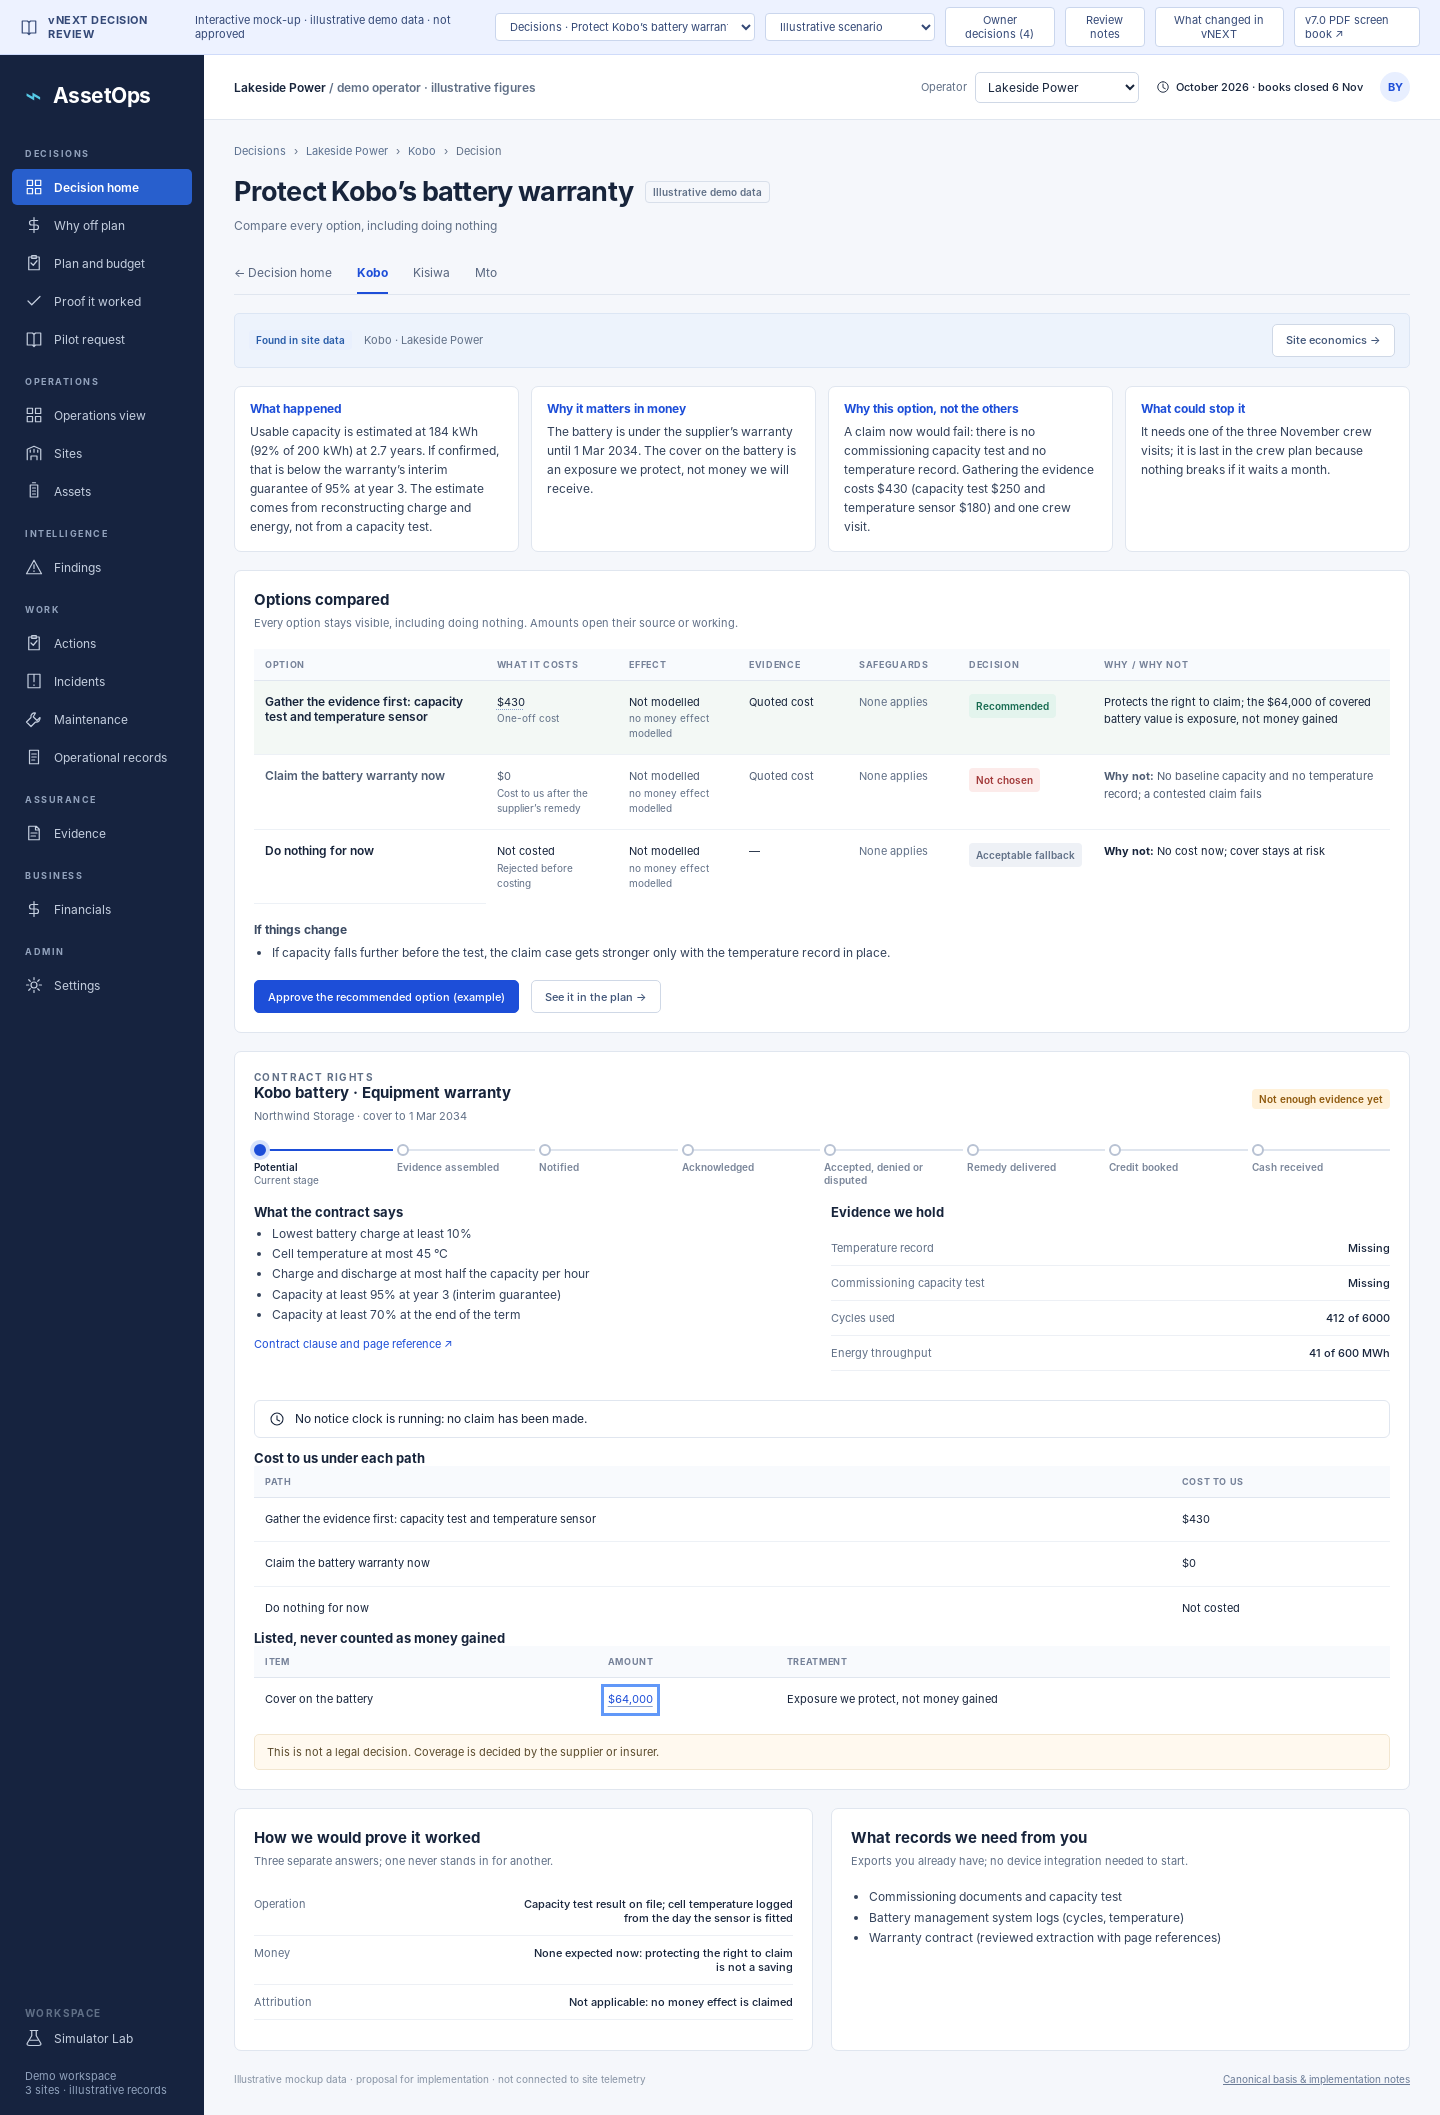 vNEXT DECISION REVIEW
Interactive mock-up · illustrative demo data · not approved
Decisions · Protect Kobo's battery warran
Illustrative scenario
Owner decisions (4)
Review notes
What changed in vNEXT
v7.0 PDF screen book ↗
AssetOps
DECISIONS
Decision home
Why off plan
Plan and budget
Proof it worked
Pilot request
OPERATIONS
Operations view
Sites
Assets
INTELLIGENCE
Findings
WORK
Actions
Incidents
Maintenance
Operational records
ASSURANCE
Evidence
BUSINESS
Financials
ADMIN
Settings
WORKSPACE
Simulator Lab
Demo workspace
3 sites · illustrative records
Lakeside Power / demo operator · illustrative figures
Operator
Lakeside Power
October 2026 · books closed 6 Nov
BY
Decisions › Lakeside Power › Kobo › Decision
Protect Kobo's battery warranty
Illustrative demo data
Compare every option, including doing nothing
← Decision home
Kobo
Kisiwa
Mto
Found in site data
Kobo · Lakeside Power
Site economics →
What happened
Usable capacity is estimated at 184 kWh
(92% of 200 kWh) at 2.7 years. If confirmed,
that is below the warranty's interim
guarantee of 95% at year 3. The estimate
comes from reconstructing charge and
energy, not from a capacity test.
Why it matters in money
The battery is under the supplier's warranty
until 1 Mar 2034. The cover on the battery is
an exposure we protect, not money we will
receive.
Why this option, not the others
A claim now would fail: there is no
commissioning capacity test and no
temperature record. Gathering the evidence
costs $430 (capacity test $250 and
temperature sensor $180) and one crew
visit.
What could stop it
It needs one of the three November crew
visits; it is last in the crew plan because
nothing breaks if it waits a month.
Options compared
Every option stays visible, including doing nothing. Amounts open their source or working.
OPTION WHAT IT COSTS EFFECT EVIDENCE SAFEGUARDS DECISION WHY / WHY NOT
Gather the evidence first: capacity test and temperature sensor
$430
One-off cost
Not modelled
no money effect modelled
Quoted cost
None applies
Recommended
Protects the right to claim; the $64,000 of covered
battery value is exposure, not money gained
Claim the battery warranty now
$0
Cost to us after the supplier's remedy
Not modelled
no money effect modelled
Quoted cost
None applies
Not chosen
Why not: No baseline capacity and no temperature
record; a contested claim fails
Do nothing for now
Not costed
Rejected before costing
Not modelled
no money effect modelled
—
None applies
Acceptable fallback
Why not: No cost now; cover stays at risk
If things change
• If capacity falls further before the test, the claim case gets stronger only with the temperature record in place.
Approve the recommended option (example)
See it in the plan →
CONTRACT RIGHTS
Kobo battery · Equipment warranty
Northwind Storage · cover to 1 Mar 2034
Not enough evidence yet
Potential
Current stage
Evidence assembled
Notified
Acknowledged
Accepted, denied or disputed
Remedy delivered
Credit booked
Cash received
What the contract says
• Lowest battery charge at least 10%
• Cell temperature at most 45 °C
• Charge and discharge at most half the capacity per hour
• Capacity at least 95% at year 3 (interim guarantee)
• Capacity at least 70% at the end of the term
Contract clause and page reference ↗
Evidence we hold
Temperature record Missing
Commissioning capacity test Missing
Cycles used 412 of 6000
Energy throughput 41 of 600 MWh
No notice clock is running: no claim has been made.
Cost to us under each path
PATH COST TO US
Gather the evidence first: capacity test and temperature sensor $430
Claim the battery warranty now $0
Do nothing for now Not costed
Listed, never counted as money gained
ITEM AMOUNT TREATMENT
Cover on the battery $64,000 Exposure we protect, not money gained
This is not a legal decision. Coverage is decided by the supplier or insurer.
How we would prove it worked
Three separate answers; one never stands in for another.
Operation
Capacity test result on file; cell temperature logged
from the day the sensor is fitted
Money
None expected now: protecting the right to claim
is not a saving
Attribution
Not applicable: no money effect is claimed
What records we need from you
Exports you already have; no device integration needed to start.
• Commissioning documents and capacity test
• Battery management system logs (cycles, temperature)
• Warranty contract (reviewed extraction with page references)
Illustrative mockup data · proposal for implementation · not connected to site telemetry
Canonical basis & implementation notes